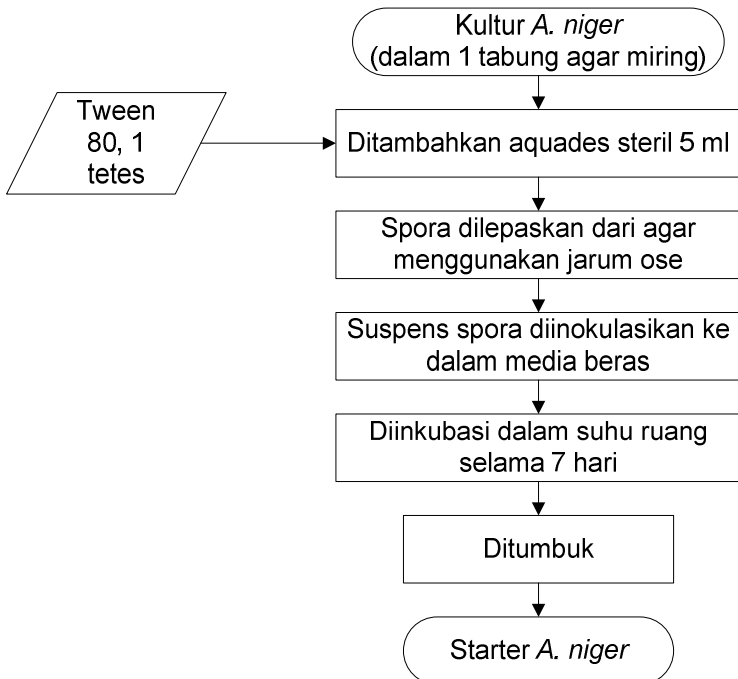 Kultur A. niger
(dalam 1 tabung agar miring)
Tween
80, 1
tetes
Ditambahkan aquades steril 5 ml
Spora dilepaskan dari agar
menggunakan jarum ose
Suspens spora diinokulasikan ke
dalam media beras
Diinkubasi dalam suhu ruang
selama 7 hari
Ditumbuk
Starter A. niger